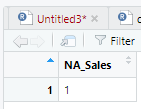 Untitled3*
Filter
NA_Sales
1 1